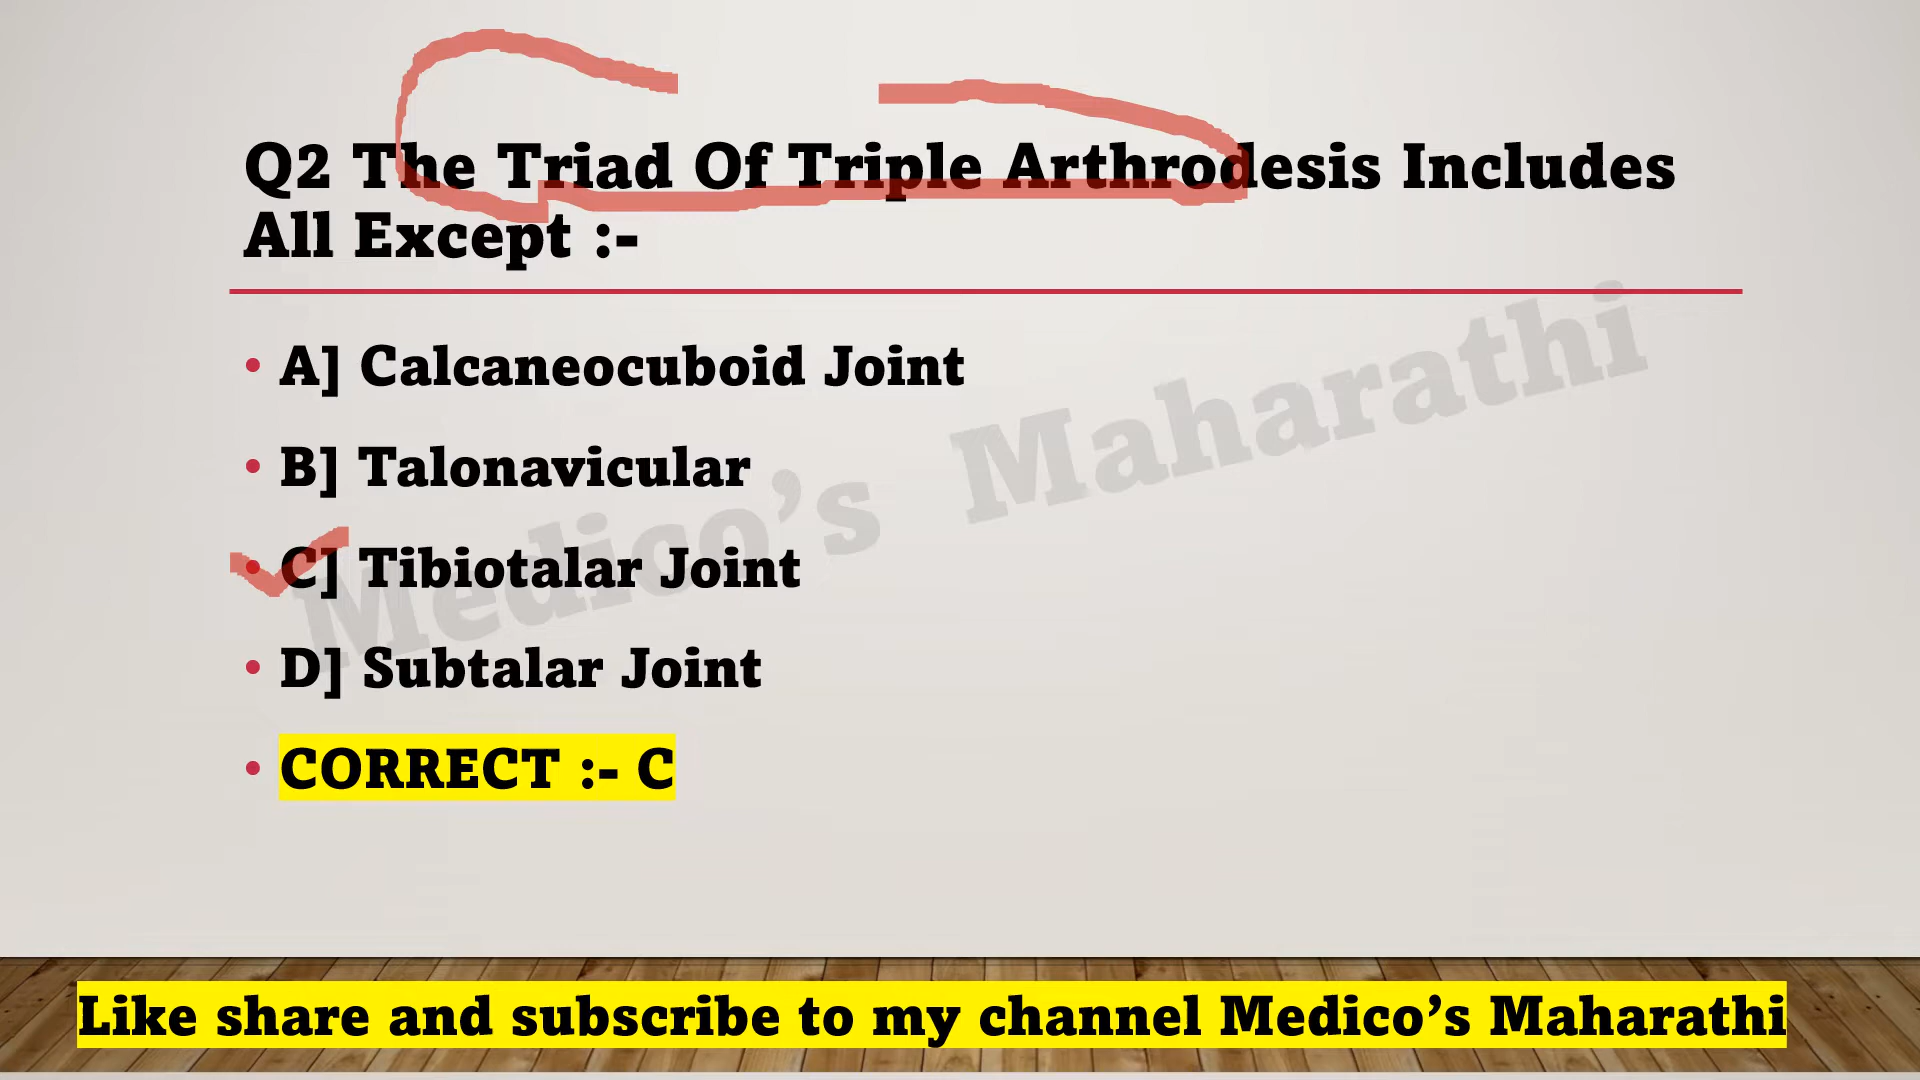 Q2 The Triad Of Triple Arthrodesis Includes
All Except :-
• A] Calcaneocuboid Joint
• B] Talonavicular
• C] Tibiotalar Joint
• D] Subtalar Joint
• CORRECT :- C
Medico’s Maharathi
Like share and subscribe to my channel Medico’s Maharathi